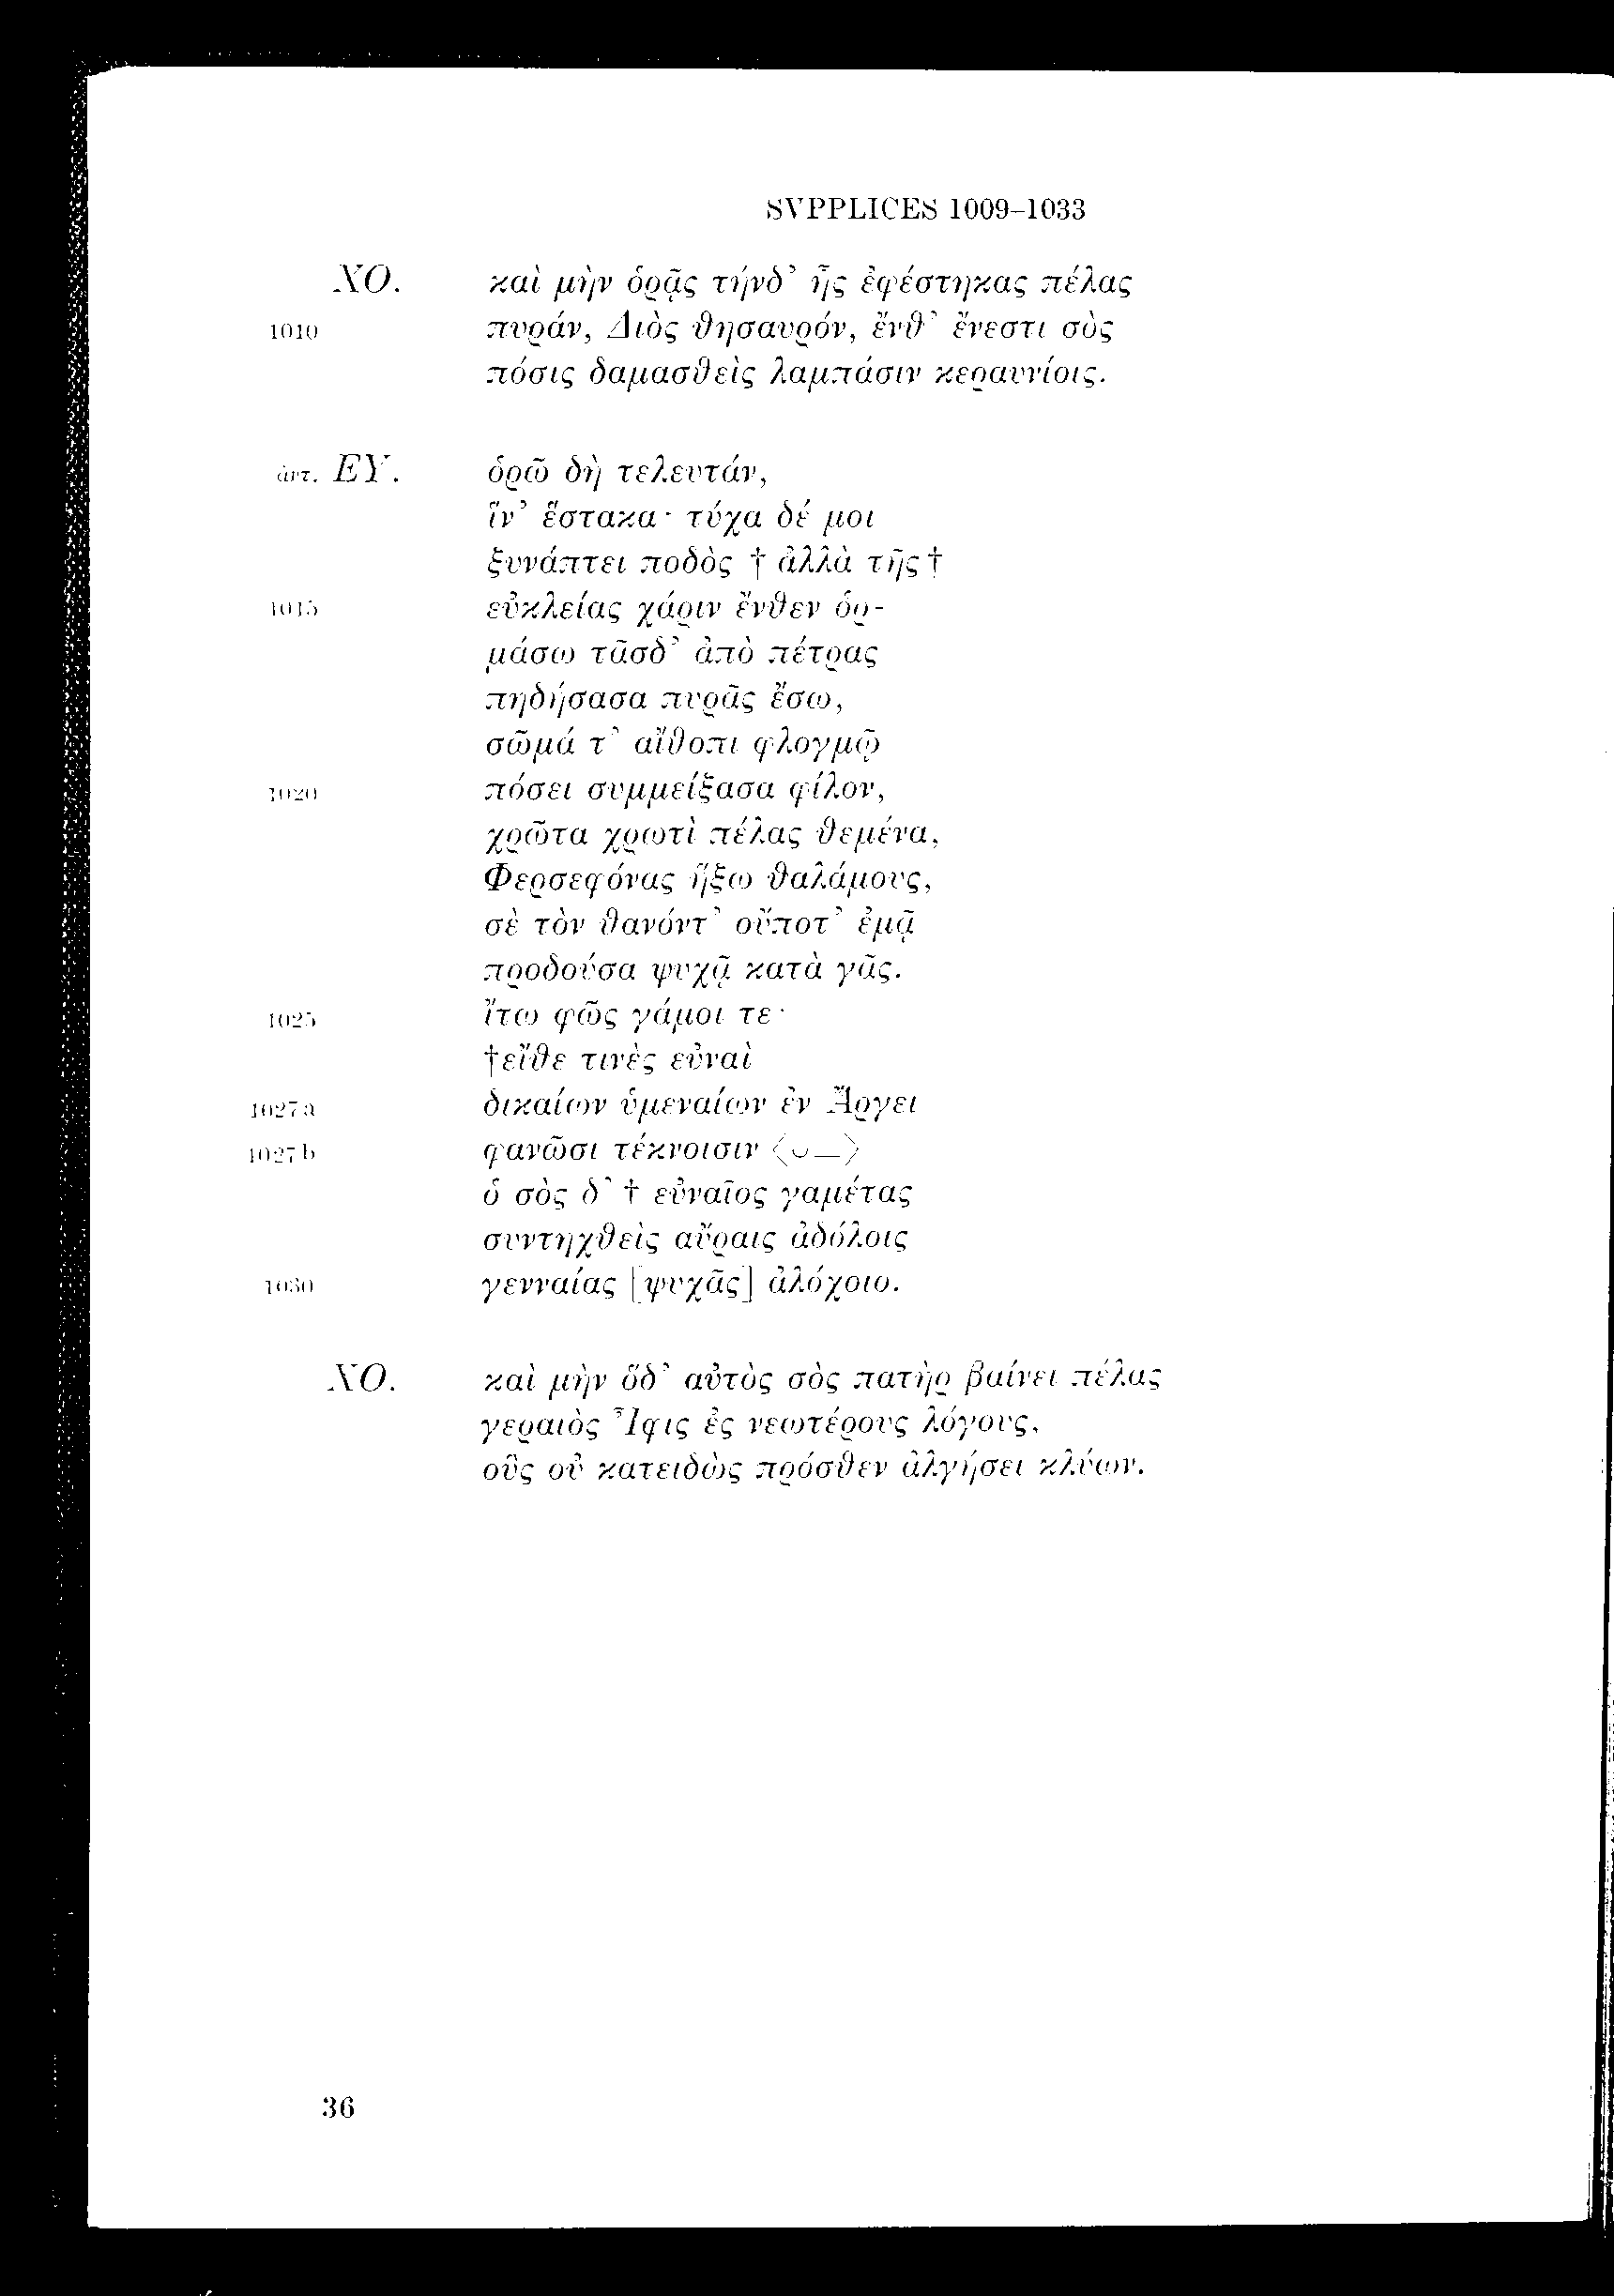 SVPPLICES 1009–1033
ΧΟ. καὶ μὴν ὁρᾷς τήνδ’ ἧς ἐφέστηκας πέλας
1010 πυράν, Διὸς θησαυρόν, ἔνθ’ ἔνεστι σὸς
πόσις δαμασθεὶς λαμπάσιν κεραυνίοις.
ἀντ. ΕΥ. ὁρῶ δὴ τελευτάν,
ἵν’ ἕστακα· τύχα δέ μοι
ξυνάπτει ποδὸς † ἀλλὰ τῆς †
1015 εὐκλείας χάριν ἔνθεν ὁρ-
μάσω τᾶσδ’ ἀπὸ πέτρας
πηδήσασα πυρᾶς ἔσω,
σῶμά τ’ αἴθοπι φλογμῷ
1020 πόσει συμμείξασα φίλον,
χρῶτα χρωτὶ πέλας θεμένα,
Φερσεφόνας ἥξω θαλάμους,
σὲ τὸν θανόντ’ οὔποτ’ ἐμᾷ
προδοῦσα ψυχᾷ κατὰ γᾶς.
1025 ἴτω φῶς γάμοι τε·
†εἴθε τινὲς εὐναὶ
1027a δικαίων ὑμεναίων ἐν Ἄργει
1027b φανῶσι τέκνοισιν ⟨⏑—⟩
ὁ σὸς δ’ † εὐναῖος γαμέτας
συντηχθεὶς αὔραις ἀδόλοις
1030 γενναίας [ψυχᾶς] ἀλόχοιο.
ΧΟ. καὶ μὴν ὅδ’ αὐτὸς σὸς πατὴρ βαίνει πέλας
γεραιὸς Ἶφις ἐς νεωτέρους λόγους,
οὓς οὐ κατειδὼς πρόσθεν ἀλγήσει κλύων.
36